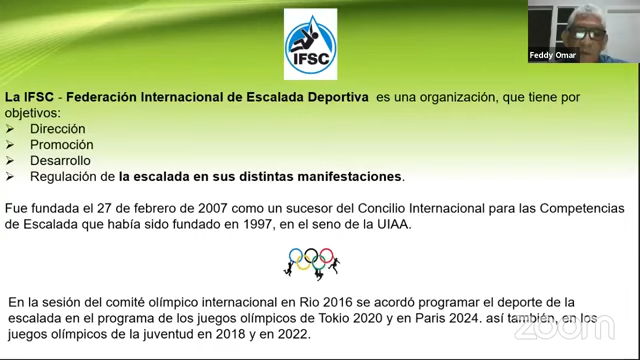 IFSC
Feddy Omar
La IFSC - Federación Internacional de Escalada Deportiva es una organización, que tiene por
objetivos:
➢ Dirección
➢ Promoción
➢ Desarrollo
➢ Regulación de la escalada en sus distintas manifestaciones.
Fue fundada el 27 de febrero de 2007 como un sucesor del Concilio Internacional para las Competencias
de Escalada que había sido fundado en 1997, en el seno de la UIAA.
En la sesión del comité olímpico internacional en Rio 2016 se acordó programar el deporte de la
escalada en el programa de los juegos olímpicos de Tokio 2020 y en Paris 2024. así también, en los
juegos olímpicos de la juventud en 2018 y en 2022.
zoom